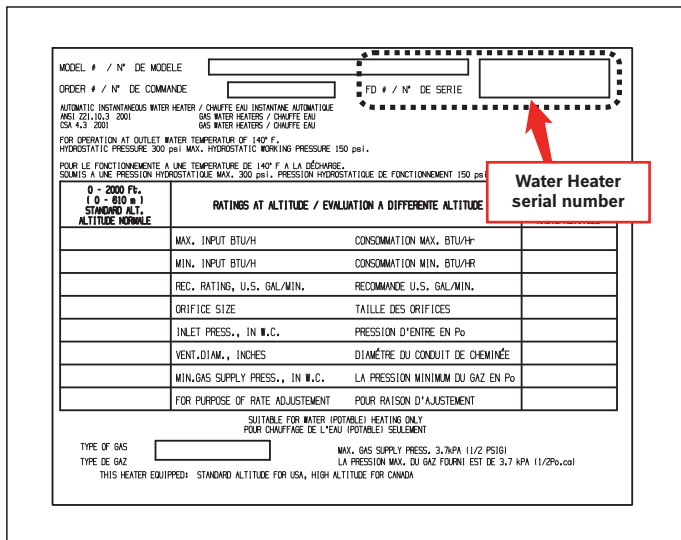 MODEL # / N° DE MODELE
ORDER # / N° DE COMMANDE
FD # / N° DE SERIE
AUTOMATIC INSTANTANEOUS WATER HEATER / CHAUFFE EAU INSTANTANE AUTOMATIQUE
ANSI Z21.10.3 2001 GAS WATER HEATERS / CHAUFFE EAU
CSA 4.3 2001 GAS WATER HEATERS / CHAUFFE EAU
FOR OPERATION AT OUTLET WATER TEMPERATUR OF 140° F.
HYDROSTATIC PRESSURE 300 psi MAX. HYDROSTATIC WORKING PRESSURE 150 psi.
POUR LE FONCTIONNEMENTE A UNE TEMPERATURE DE 140° F A LA DÉCHARGE.
SOUMIS A UNE PRESSION HYDROSTATIQUE MAX. 300 psi. PRESSION HYDROSTATIQUE DE FONCTIONNEMENT 150 psi
Water Heater
serial number
0 - 2000 Ft.
( 0 - 610 m )
STANDARD ALT.
ALTITUDE NORMALE
RATINGS AT ALTITUDE / EVALUATION A DIFFERENTE ALTITUDE
MAX. INPUT BTU/H CONSOMMATION MAX. BTU/Hr
MIN. INPUT BTU/H CONSOMMATION MIN. BTU/HR
REC. RATING, U.S. GAL/MIN. RECOMMANDE U.S. GAL/MIN.
ORIFICE SIZE TAILLE DES ORIFICES
INLET PRESS., IN W.C. PRESSION D'ENTRE EN Po
VENT.DIAM., INCHES DIAMÉTRE DU CONDUIT DE CHEMINÉE
MIN.GAS SUPPLY PRESS., IN W.C. LA PRESSION MINIMUM DU GAZ EN Po
FOR PURPOSE OF RATE ADJUSTEMENT POUR RAISON D'AJUSTEMENT
SUITABLE FOR WATER (POTABLE) HEATING ONLY
POUR CHAUFFAGE DE L'EAU (POTABLE) SEULEMENT
TYPE OF GAS MAX. GAS SUPPLY PRESS. 3.7kPA (1/2 PSIG)
TYPE DE GAZ LA PRESSION MAX. DU GAZ FOURNI EST DE 3.7 kPA (1/2Po.co)
THIS HEATER EQUIPPED: STANDARD ALTITUDE FOR USA, HIGH ALTITUDE FOR CANADA